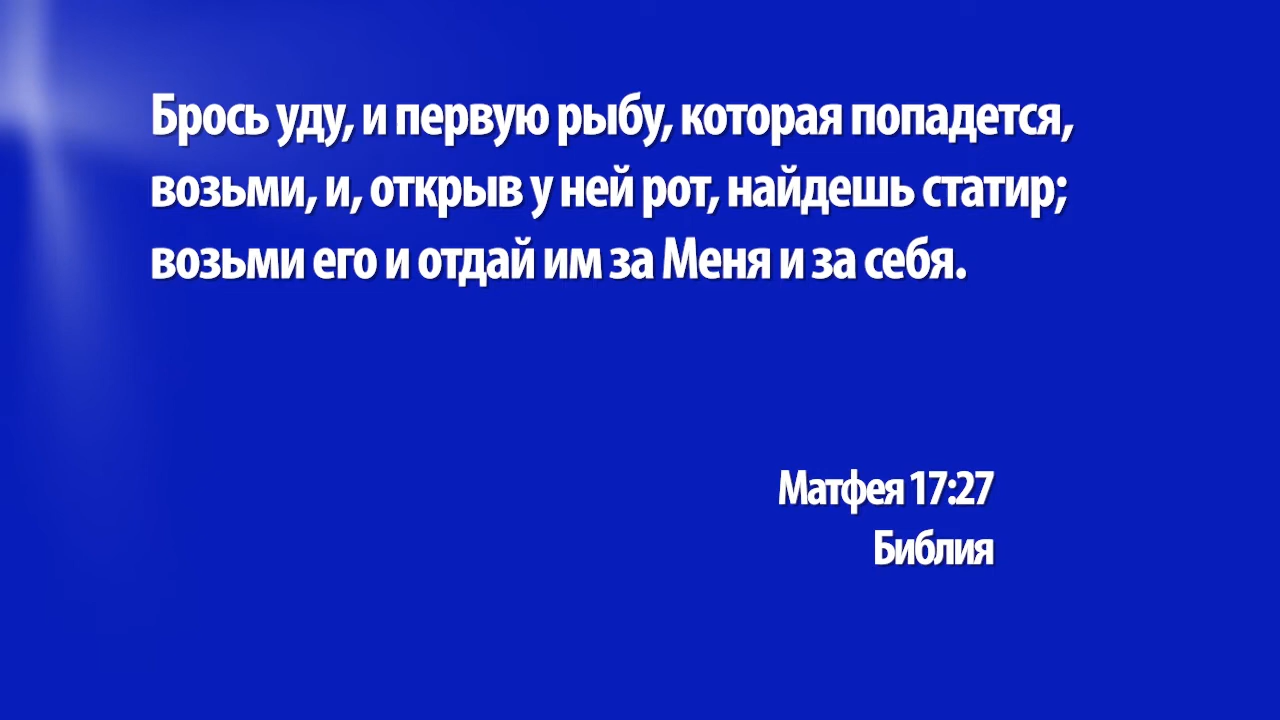 Брось уду, и первую рыбу, которая попадется,
возьми, и, открыв у ней рот, найдешь статир;
возьми его и отдай им за Меня и за себя.
Матфея 17:27
Библия